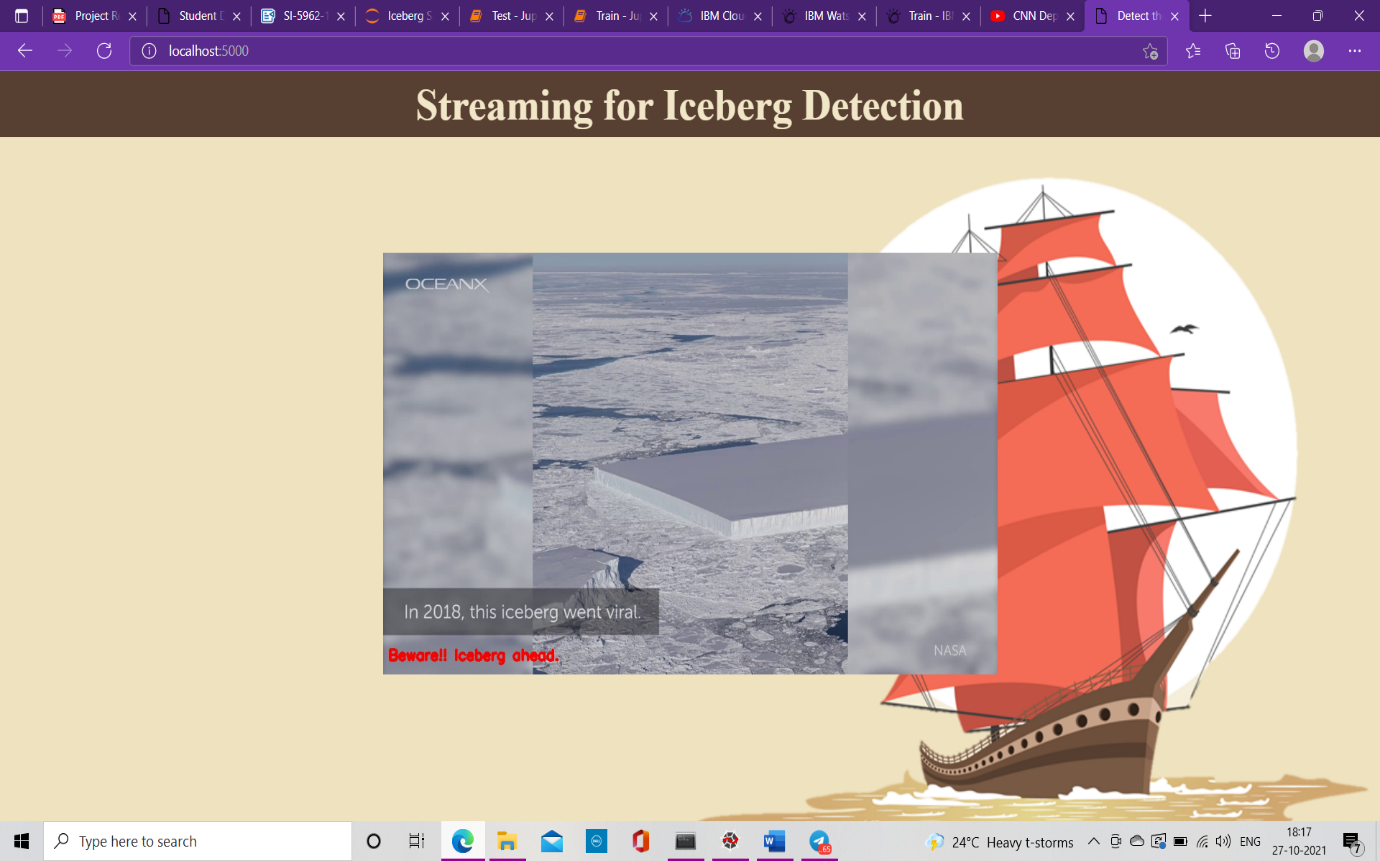 Project R
Student D
SI-5962-1
Iceberg S
Test - Jup
Train - Ju
IBM Clou
IBM Wats
Train - IB
CNN Dep
Detect th
localhost:5000
Streaming for Iceberg Detection
OCEANX
In 2018, this iceberg went viral.
Beware!! Iceberg ahead.
NASA
Type here to search
24°C Heavy t-storms
ENG
18:17
27-10-2021